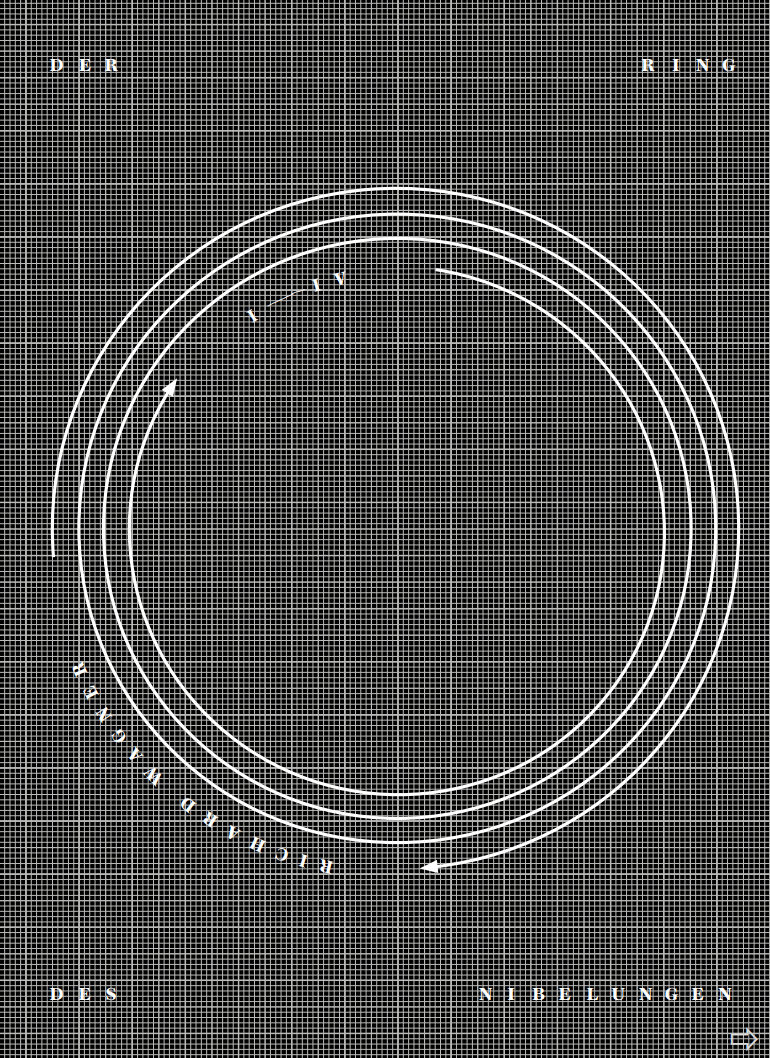 DER RING
I — IV
RICHARD WAGNER
DES NIBELUNGEN